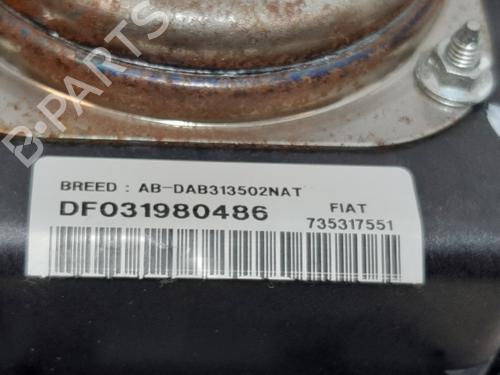 B-PARTS
BREED : AB-DAB313502NAT
DF031980486
FIAT
735317551